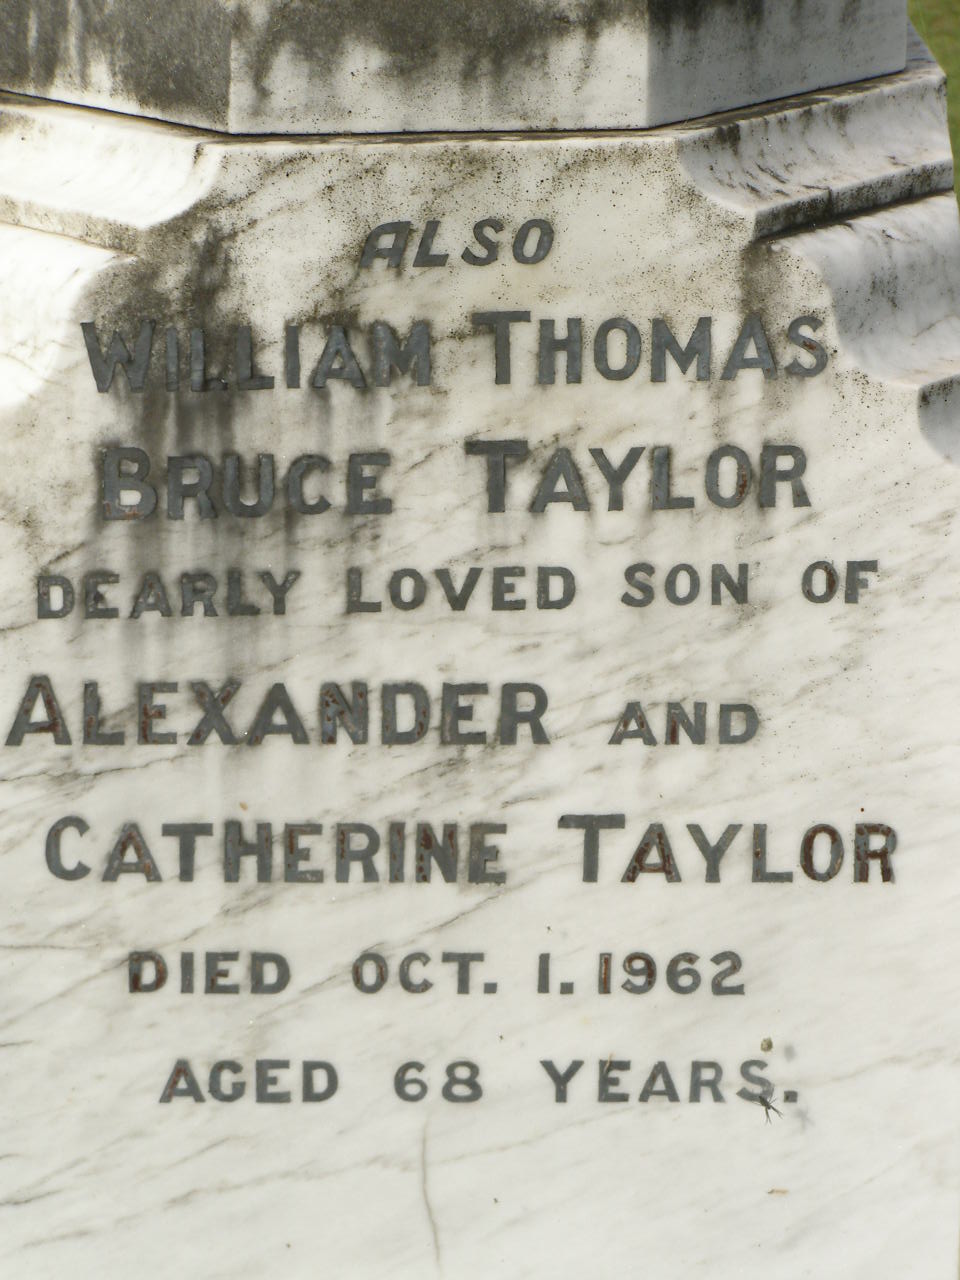 ALSO
WILLIAM THOMAS
BRUCE TAYLOR
DEARLY LOVED SON OF
ALEXANDER AND
CATHERINE TAYLOR
DIED OCT. 1. 1962
AGED 68 YEARS.